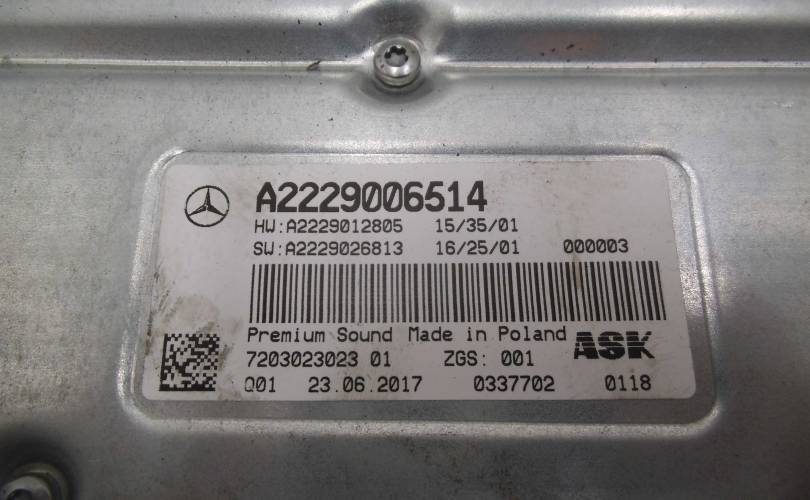 A2229006514
HW:A2229012805 15/35/01
SW:A2229026813 16/25/01 000003
Premium Sound Made in Poland ASK
7203023023 01 ZGS: 001
Q01 23.06.2017 0337702 0118